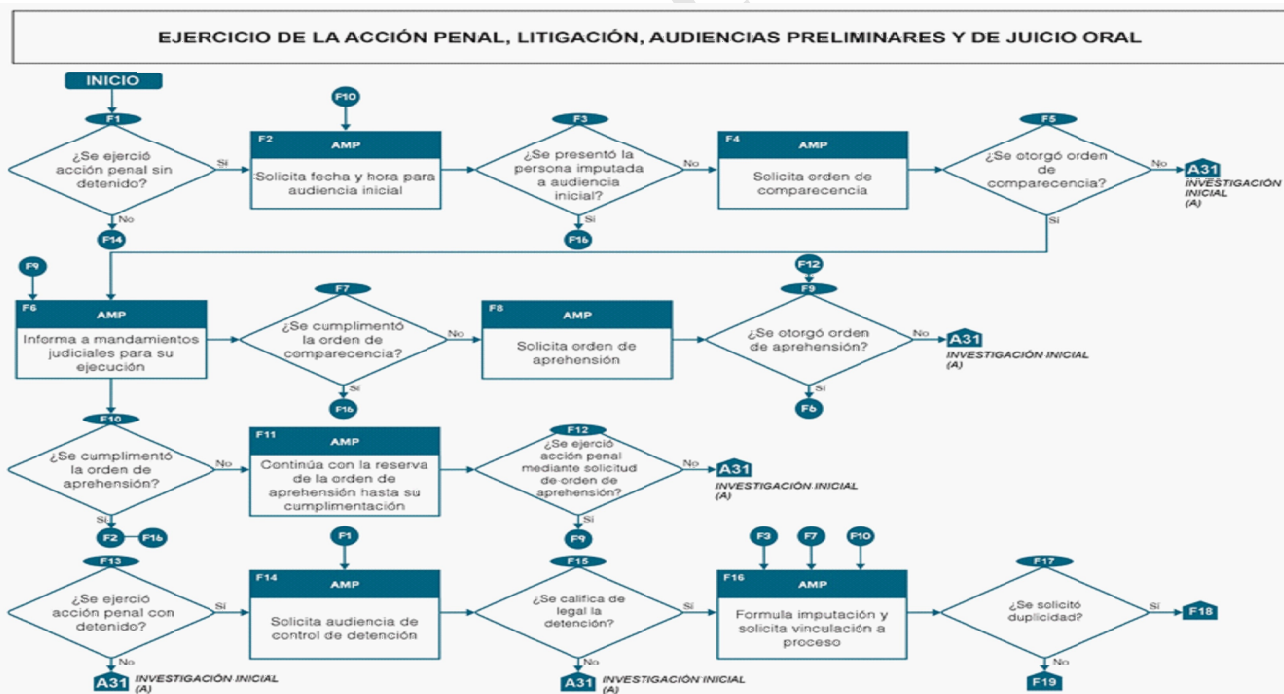 EJERCICIO DE LA ACCIÓN PENAL, LITIGACIÓN, AUDIENCIAS PRELIMINARES Y DE JUICIO ORAL
INICIO
F1
¿Se ejerció
acción penal sin
detenido?
Sí
No
F14
F10
F2
AMP
Solicita fecha y hora para
audiencia inicial
F3
¿Se presentó la
persona imputada
a audiencia
inicial?
No
Sí
F16
F4
AMP
Solicita orden de
comparecencia
F5
¿Se otorgó orden
de
comparecencia?
No
Sí
A31
INVESTIGACIÓN
INICIAL
(A)
F9
F6
AMP
Informa a mandamientos
judiciales para su
ejecución
F7
¿Se cumplimentó
la orden de
comparecencia?
No
Sí
F16
F8
AMP
Solicita orden de
aprehensión
F12
F9
¿Se otorgó orden
de aprehensión?
No
Sí
F6
A31
INVESTIGACIÓN INICIAL
(A)
F10
¿Se cumplimentó
la orden de
aprehensión?
No
Sí
F2
F16
F11
AMP
Continúa con la reserva
de la orden de
aprehensión hasta su
cumplimentación
F12
¿Se ejerció
acción penal
mediante solicitud
de orden de
aprehensión?
No
Sí
F9
A31
INVESTIGACIÓN INICIAL
(A)
F13
¿Se ejerció
acción penal con
detenido?
Sí
No
A31
INVESTIGACIÓN INICIAL
(A)
F1
F14
AMP
Solicita audiencia de
control de detención
F15
¿Se califica de
legal la
detención?
Sí
No
A31
INVESTIGACIÓN INICIAL
(A)
F3
F7
F10
F16
AMP
Formula imputación y
solicita vinculación a
proceso
F17
¿Se solicitó
duplicidad?
Sí
No
F18
F19